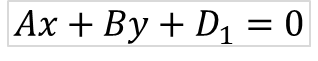 Ax + By + D₁ = 0